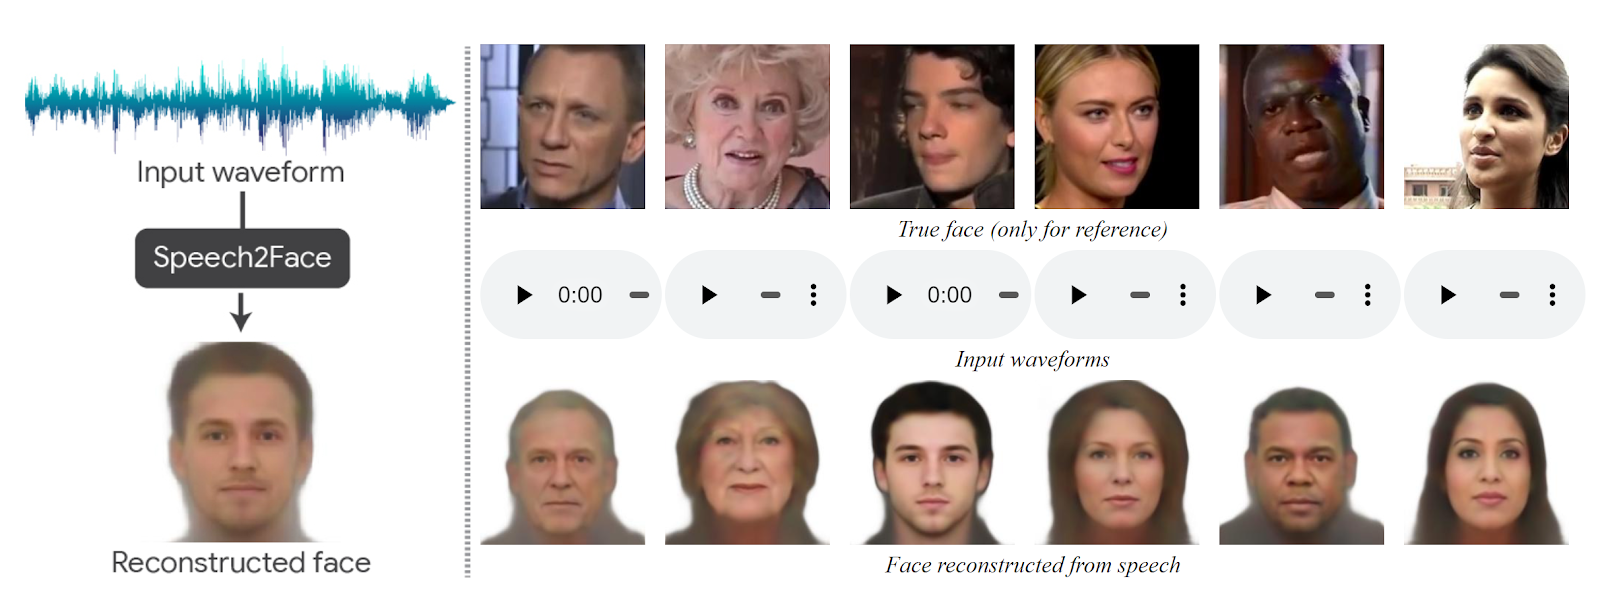 Input waveform
Speech2Face
Reconstructed face
True face (only for reference)
0:00
0:00
Input waveforms
Face reconstructed from speech